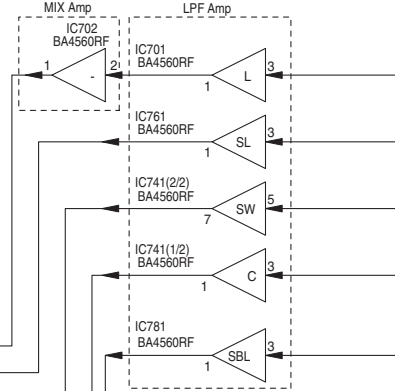 MIX Amp
LPF Amp
IC702
BA4560RF
1
-
2
IC701
BA4560RF
L
3
1
IC761
BA4560RF
SL
3
1
IC741(2/2)
BA4560RF
SW
5
7
IC741(1/2)
BA4560RF
C
3
1
IC781
BA4560RF
SBL
3
1